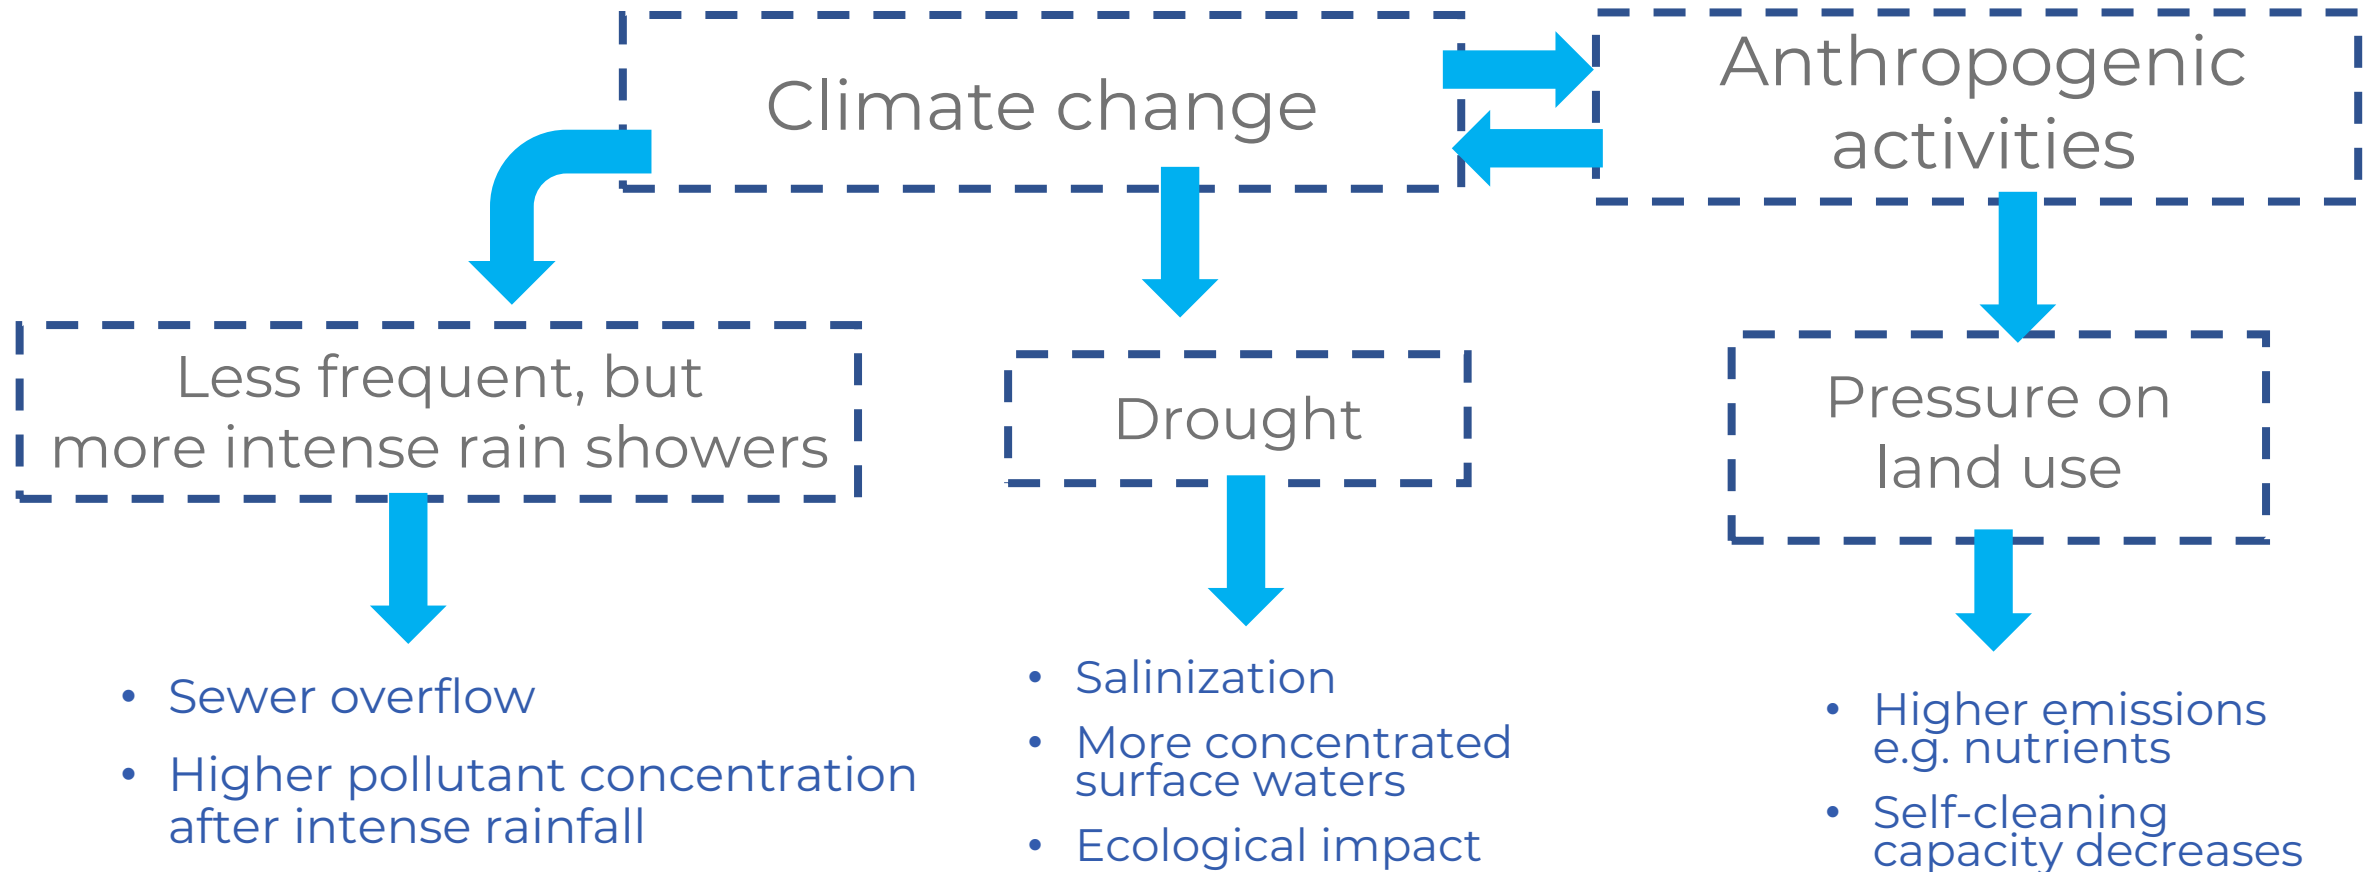 Climate change
Anthropogenic
activities
Less frequent, but
more intense rain showers
Drought
Pressure on
land use
• Sewer overflow
• Higher pollutant concentration
after intense rainfall
• Salinization
• More concentrated
surface waters
• Ecological impact
• Higher emissions
e.g. nutrients
• Self-cleaning
capacity decreases